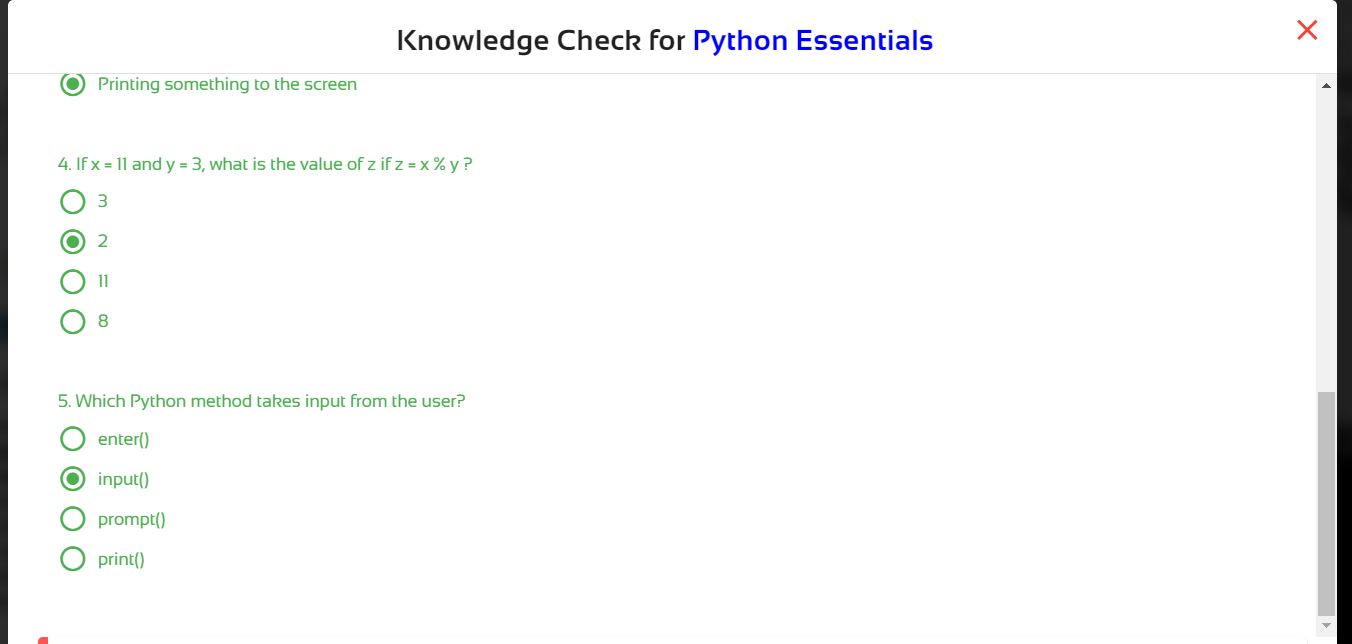 Knowledge Check for Python Essentials
Printing something to the screen
4. If x = 11 and y = 3, what is the value of z if z = x % y ?
3
2
11
8
5. Which Python method takes input from the user?
enter()
input()
prompt()
print()